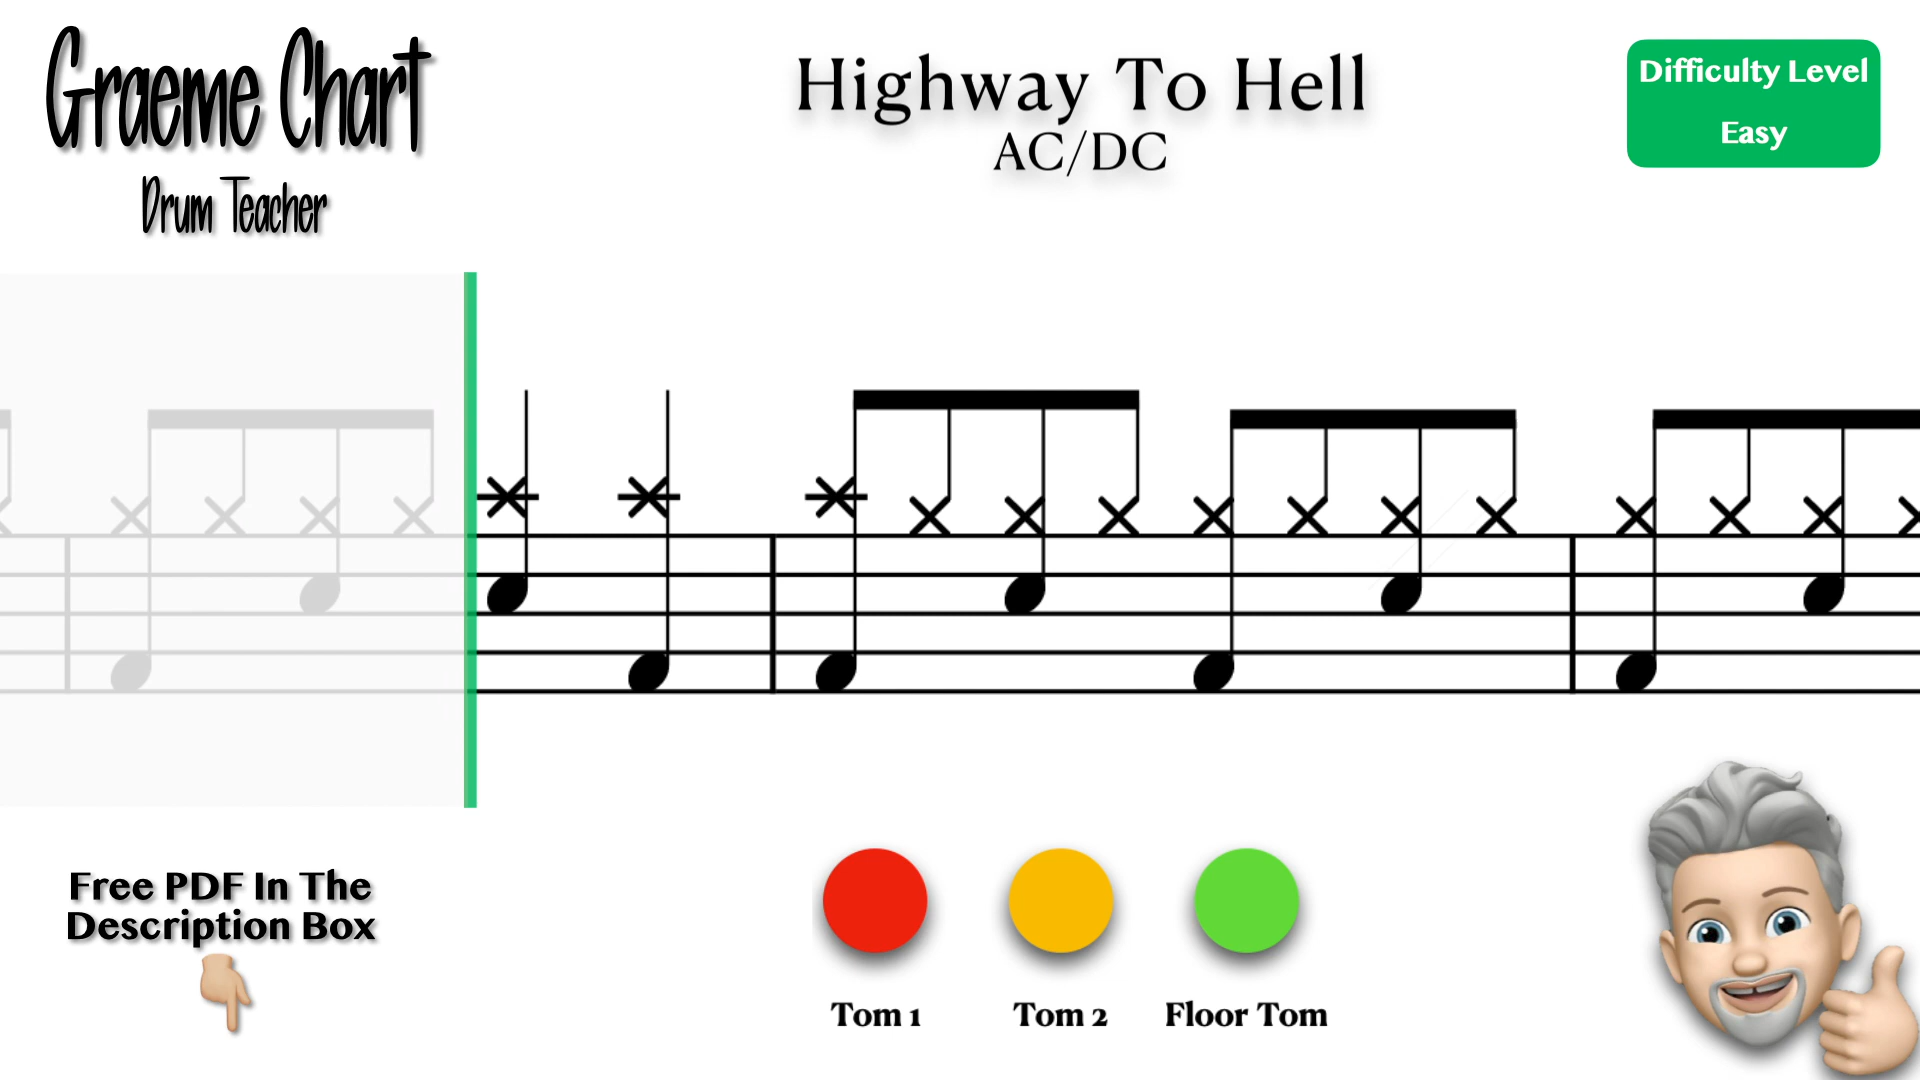 Graeme Chart
Drum Teacher
Highway To Hell
AC/DC
Difficulty Level
Easy
Free PDF In The
Description Box
Tom 1
Tom 2
Floor Tom